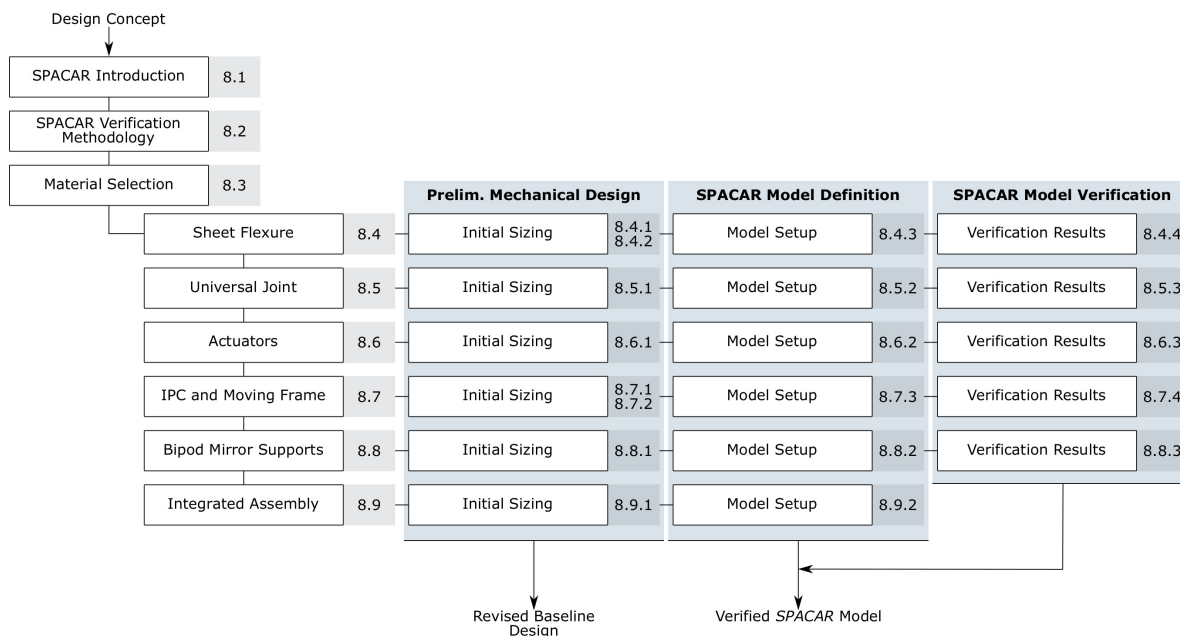 Design Concept
SPACAR Introduction 8.1
SPACAR Verification
Methodology 8.2
Material Selection 8.3
Prelim. Mechanical Design SPACAR Model Definition SPACAR Model Verification
Sheet Flexure 8.4 Initial Sizing 8.4.1
8.4.2 Model Setup 8.4.3 Verification Results 8.4.4
Universal Joint 8.5 Initial Sizing 8.5.1 Model Setup 8.5.2 Verification Results 8.5.3
Actuators 8.6 Initial Sizing 8.6.1 Model Setup 8.6.2 Verification Results 8.6.3
IPC and Moving Frame 8.7 Initial Sizing 8.7.1
8.7.2 Model Setup 8.7.3 Verification Results 8.7.4
Bipod Mirror Supports 8.8 Initial Sizing 8.8.1 Model Setup 8.8.2 Verification Results 8.8.3
Integrated Assembly 8.9 Initial Sizing 8.9.1 Model Setup 8.9.2
Revised Baseline
Design
Verified SPACAR Model